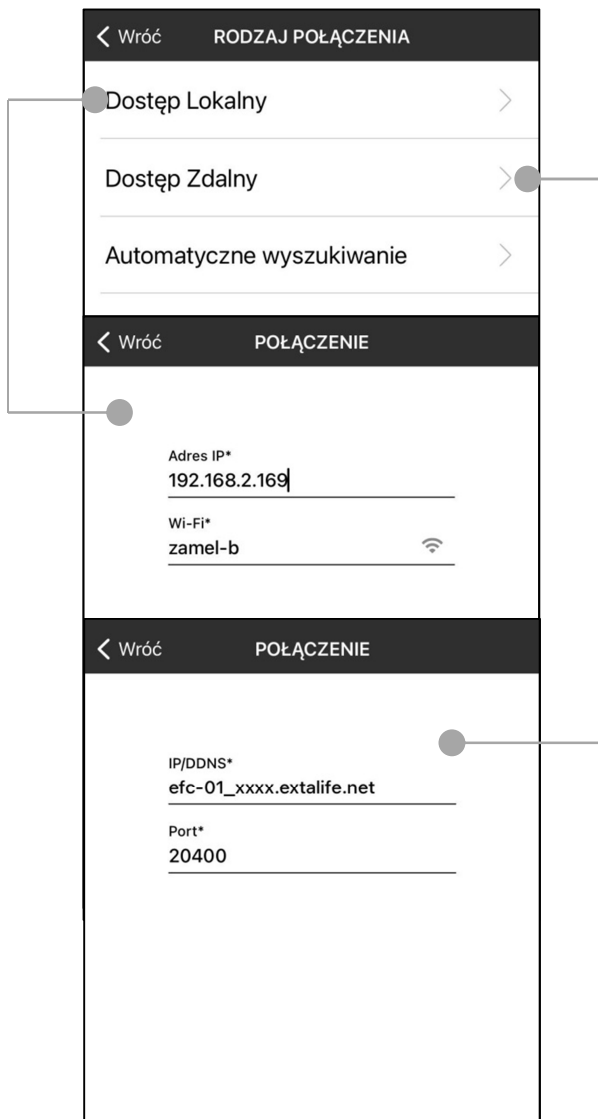 Wróć RODZAJ POŁĄCZENIA
Dostęp Lokalny
Dostęp Zdalny
Automatyczne wyszukiwanie
Wróć POŁĄCZENIE
Adres IP*
192.168.2.169
Wi-Fi*
zamel-b
Wróć POŁĄCZENIE
IP/DDNS*
efc-01_xxxx.extalife.net
Port*
20400